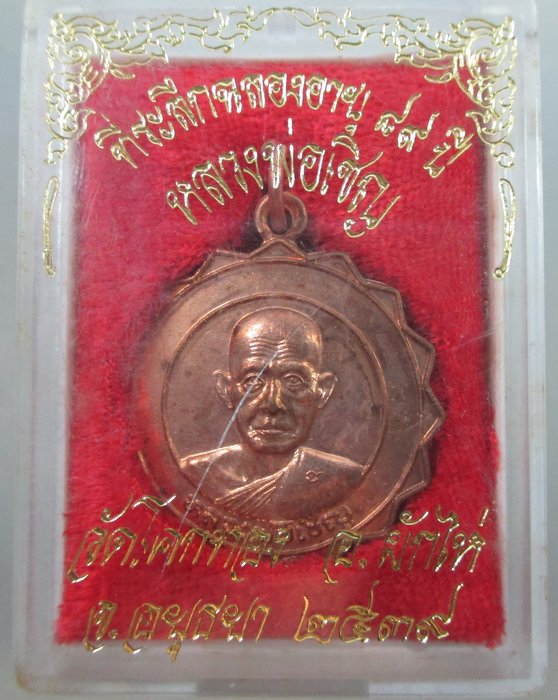 ที่ระฤกฉลองอายุ ๘๙ ปี
หลวงพ่อเชิญ
วัดโคกทอง อ. ผักไห่
จ. อยุธยา ๒๕๓๙